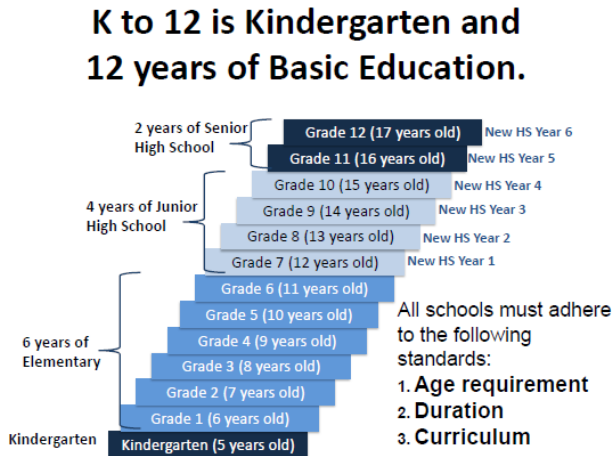 K to 12 is Kindergarten and
12 years of Basic Education.
2 years of Senior
High School
Grade 12 (17 years old)
New HS Year 6
Grade 11 (16 years old)
New HS Year 5
4 years of Junior
High School
Grade 10 (15 years old)
New HS Year 4
Grade 9 (14 years old)
New HS Year 3
Grade 8 (13 years old)
New HS Year 2
Grade 7 (12 years old)
New HS Year 1
6 years of
Elementary
Grade 6 (11 years old)
Grade 5 (10 years old)
Grade 4 (9 years old)
Grade 3 (8 years old)
Grade 2 (7 years old)
Grade 1 (6 years old)
Kindergarten
Kindergarten (5 years old)
All schools must adhere
to the following
standards:
1. Age requirement
2. Duration
3. Curriculum